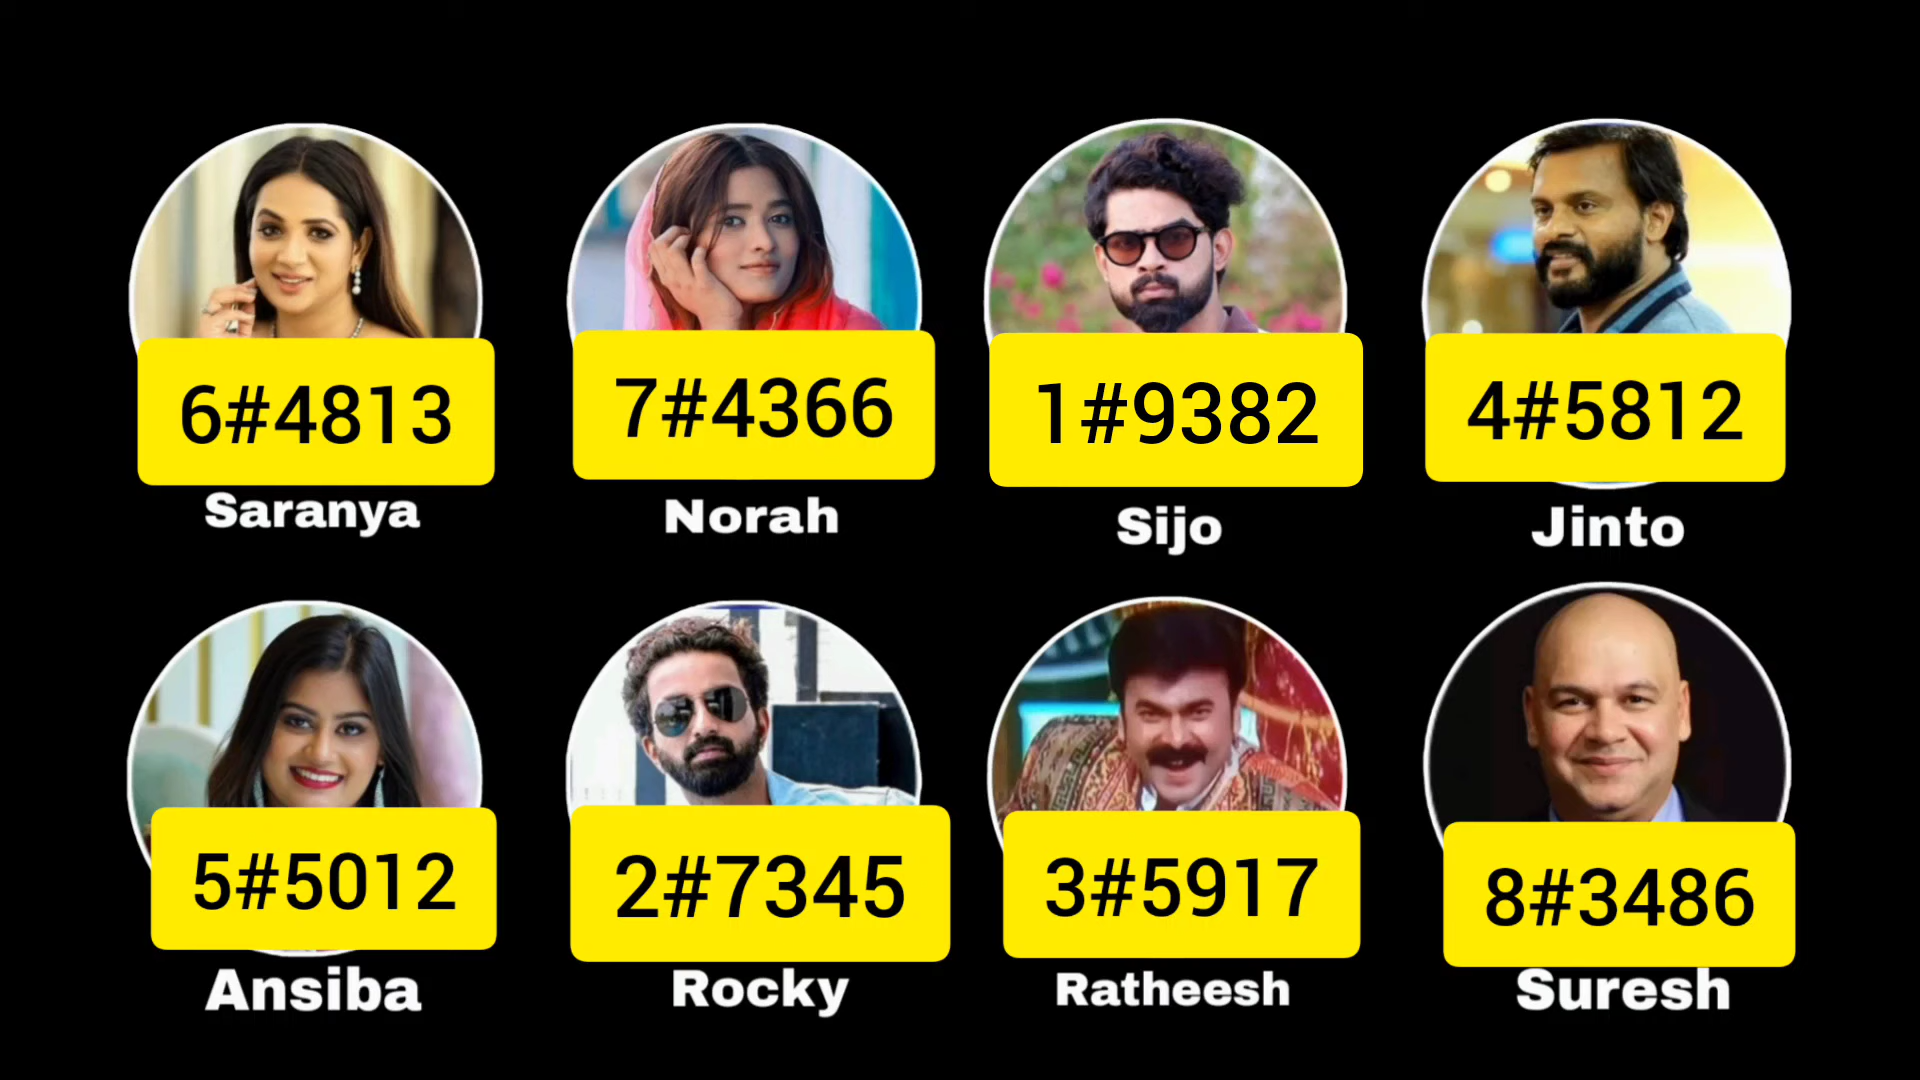 6#4813
7#4366
1#9382
4#5812
Saranya
Norah
Sijo
Jinto
5#5012
2#7345
3#5917
8#3486
Ansiba
Rocky
Ratheesh
Suresh